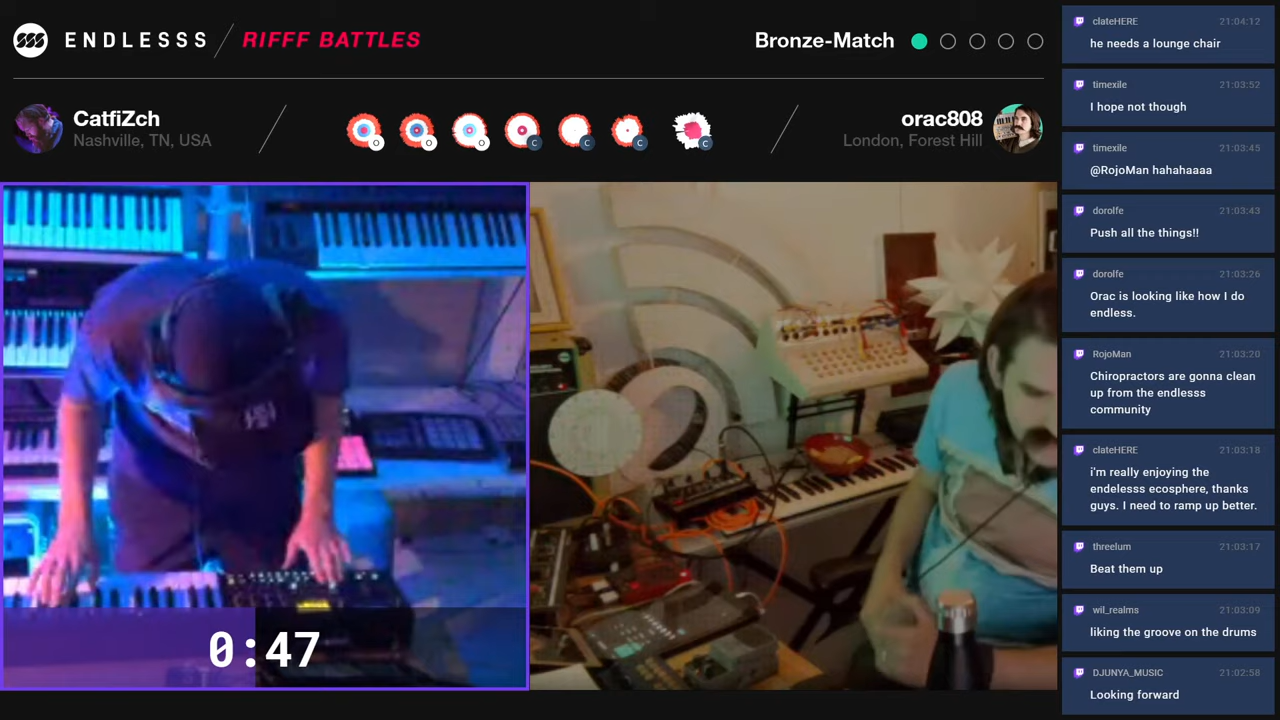 ENDLESSS / RIFFF BATTLES
Bronze-Match
CatfiZch
Nashville, TN, USA
O
O
O
C
C
C
C
orac808
London, Forest Hill
0:47
clateHERE 21:04:12
he needs a lounge chair
timexile 21:03:52
I hope not though
timexile 21:03:45
@RojoMan hahahaaaa
dorolfe 21:03:43
Push all the things!!
dorolfe 21:03:26
Orac is looking like how I do
endless.
RojoMan 21:03:20
Chiropractors are gonna clean
up from the endlesss
community
clateHERE 21:03:18
i'm really enjoying the
endelesss ecosphere, thanks
guys. I need to ramp up better.
threelum 21:03:17
Beat them up
wil_realms 21:03:09
liking the groove on the drums
DJUNYA_MUSIC 21:02:58
Looking forward